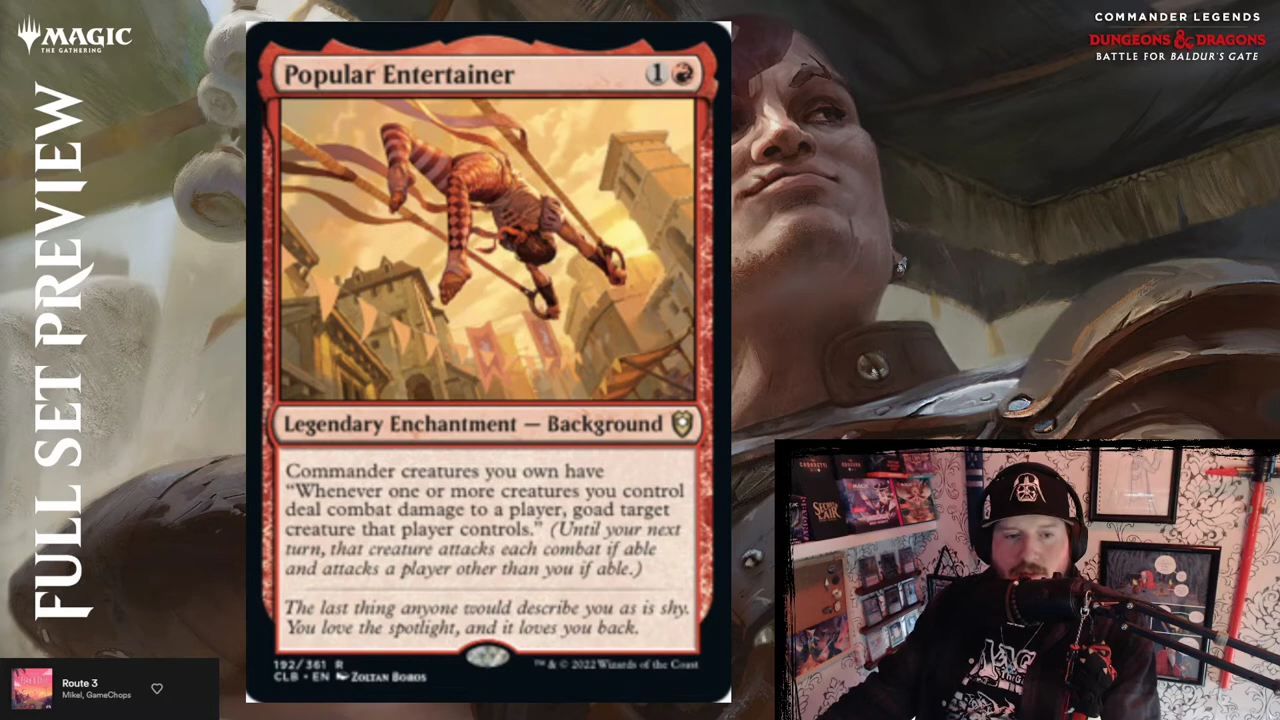 MAGIC
THE GATHERING
FULL SET PREVIEW
COMMANDER LEGENDS
DUNGEONS & DRAGONS
BATTLE FOR BALDUR'S GATE
Popular Entertainer
1
Legendary Enchantment — Background
Commander creatures you own have
“Whenever one or more creatures you control
deal combat damage to a player, goad target
creature that player controls.” (Until your next
turn, that creature attacks each combat if able
and attacks a player other than you if able.)
The last thing anyone would describe you as is shy.
You love the spotlight, and it loves you back.
192/361 R
CLB • EN ZOLTAN BOROS
™ & © 2022 Wizards of the Coast
SECRET
LAIR
Route 3
Mikel, GameChops